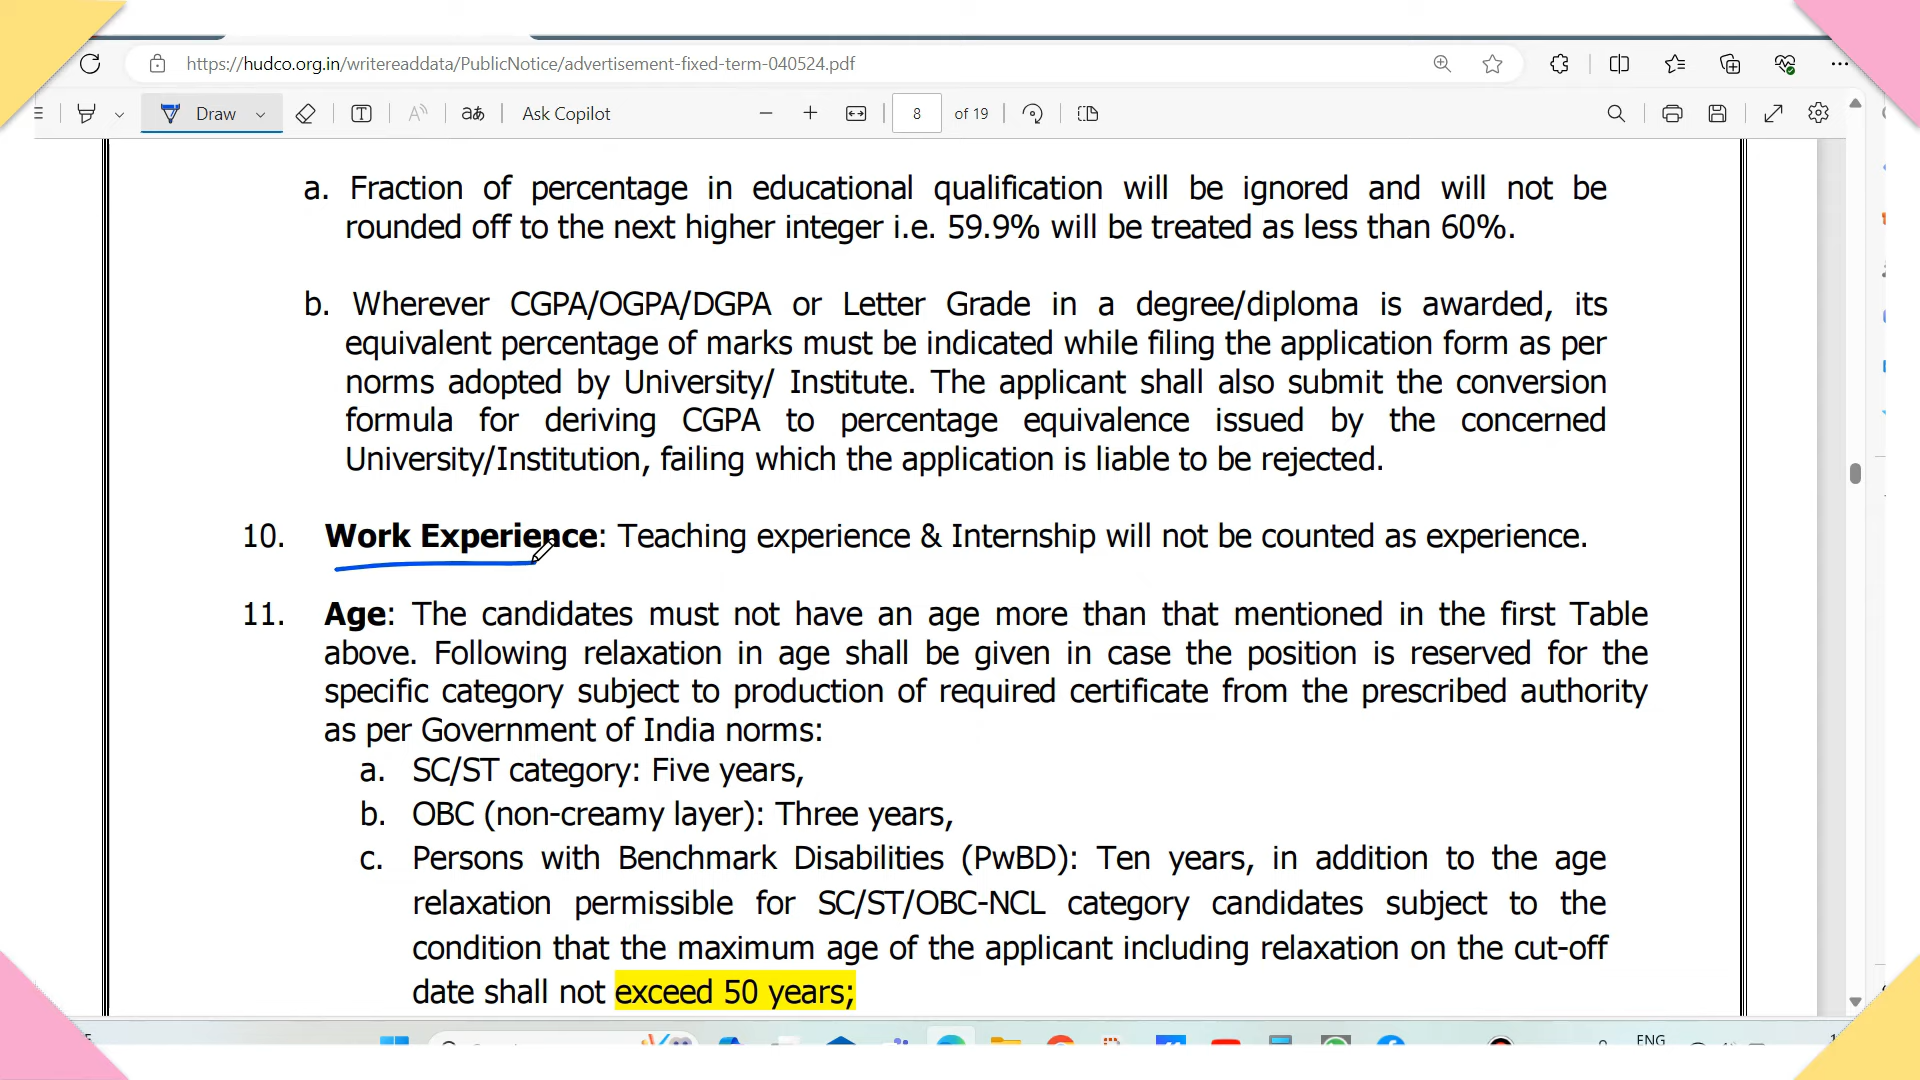 https://hudco.org.in/writereaddata/PublicNotice/advertisement-fixed-term-040524.pdf
Draw
aあ
Ask Copilot
8 of 19
a. Fraction of percentage in educational qualification will be ignored and will not be
rounded off to the next higher integer i.e. 59.9% will be treated as less than 60%.
b. Wherever CGPA/OGPA/DGPA or Letter Grade in a degree/diploma is awarded, its
equivalent percentage of marks must be indicated while filing the application form as per
norms adopted by University/ Institute. The applicant shall also submit the conversion
formula for deriving CGPA to percentage equivalence issued by the concerned
University/Institution, failing which the application is liable to be rejected.
10. Work Experience: Teaching experience & Internship will not be counted as experience.
11. Age: The candidates must not have an age more than that mentioned in the first Table
above. Following relaxation in age shall be given in case the position is reserved for the
specific category subject to production of required certificate from the prescribed authority
as per Government of India norms:
a. SC/ST category: Five years,
b. OBC (non-creamy layer): Three years,
c. Persons with Benchmark Disabilities (PwBD): Ten years, in addition to the age
relaxation permissible for SC/ST/OBC-NCL category candidates subject to the
condition that the maximum age of the applicant including relaxation on the cut-off
date shall not exceed 50 years;
ENG